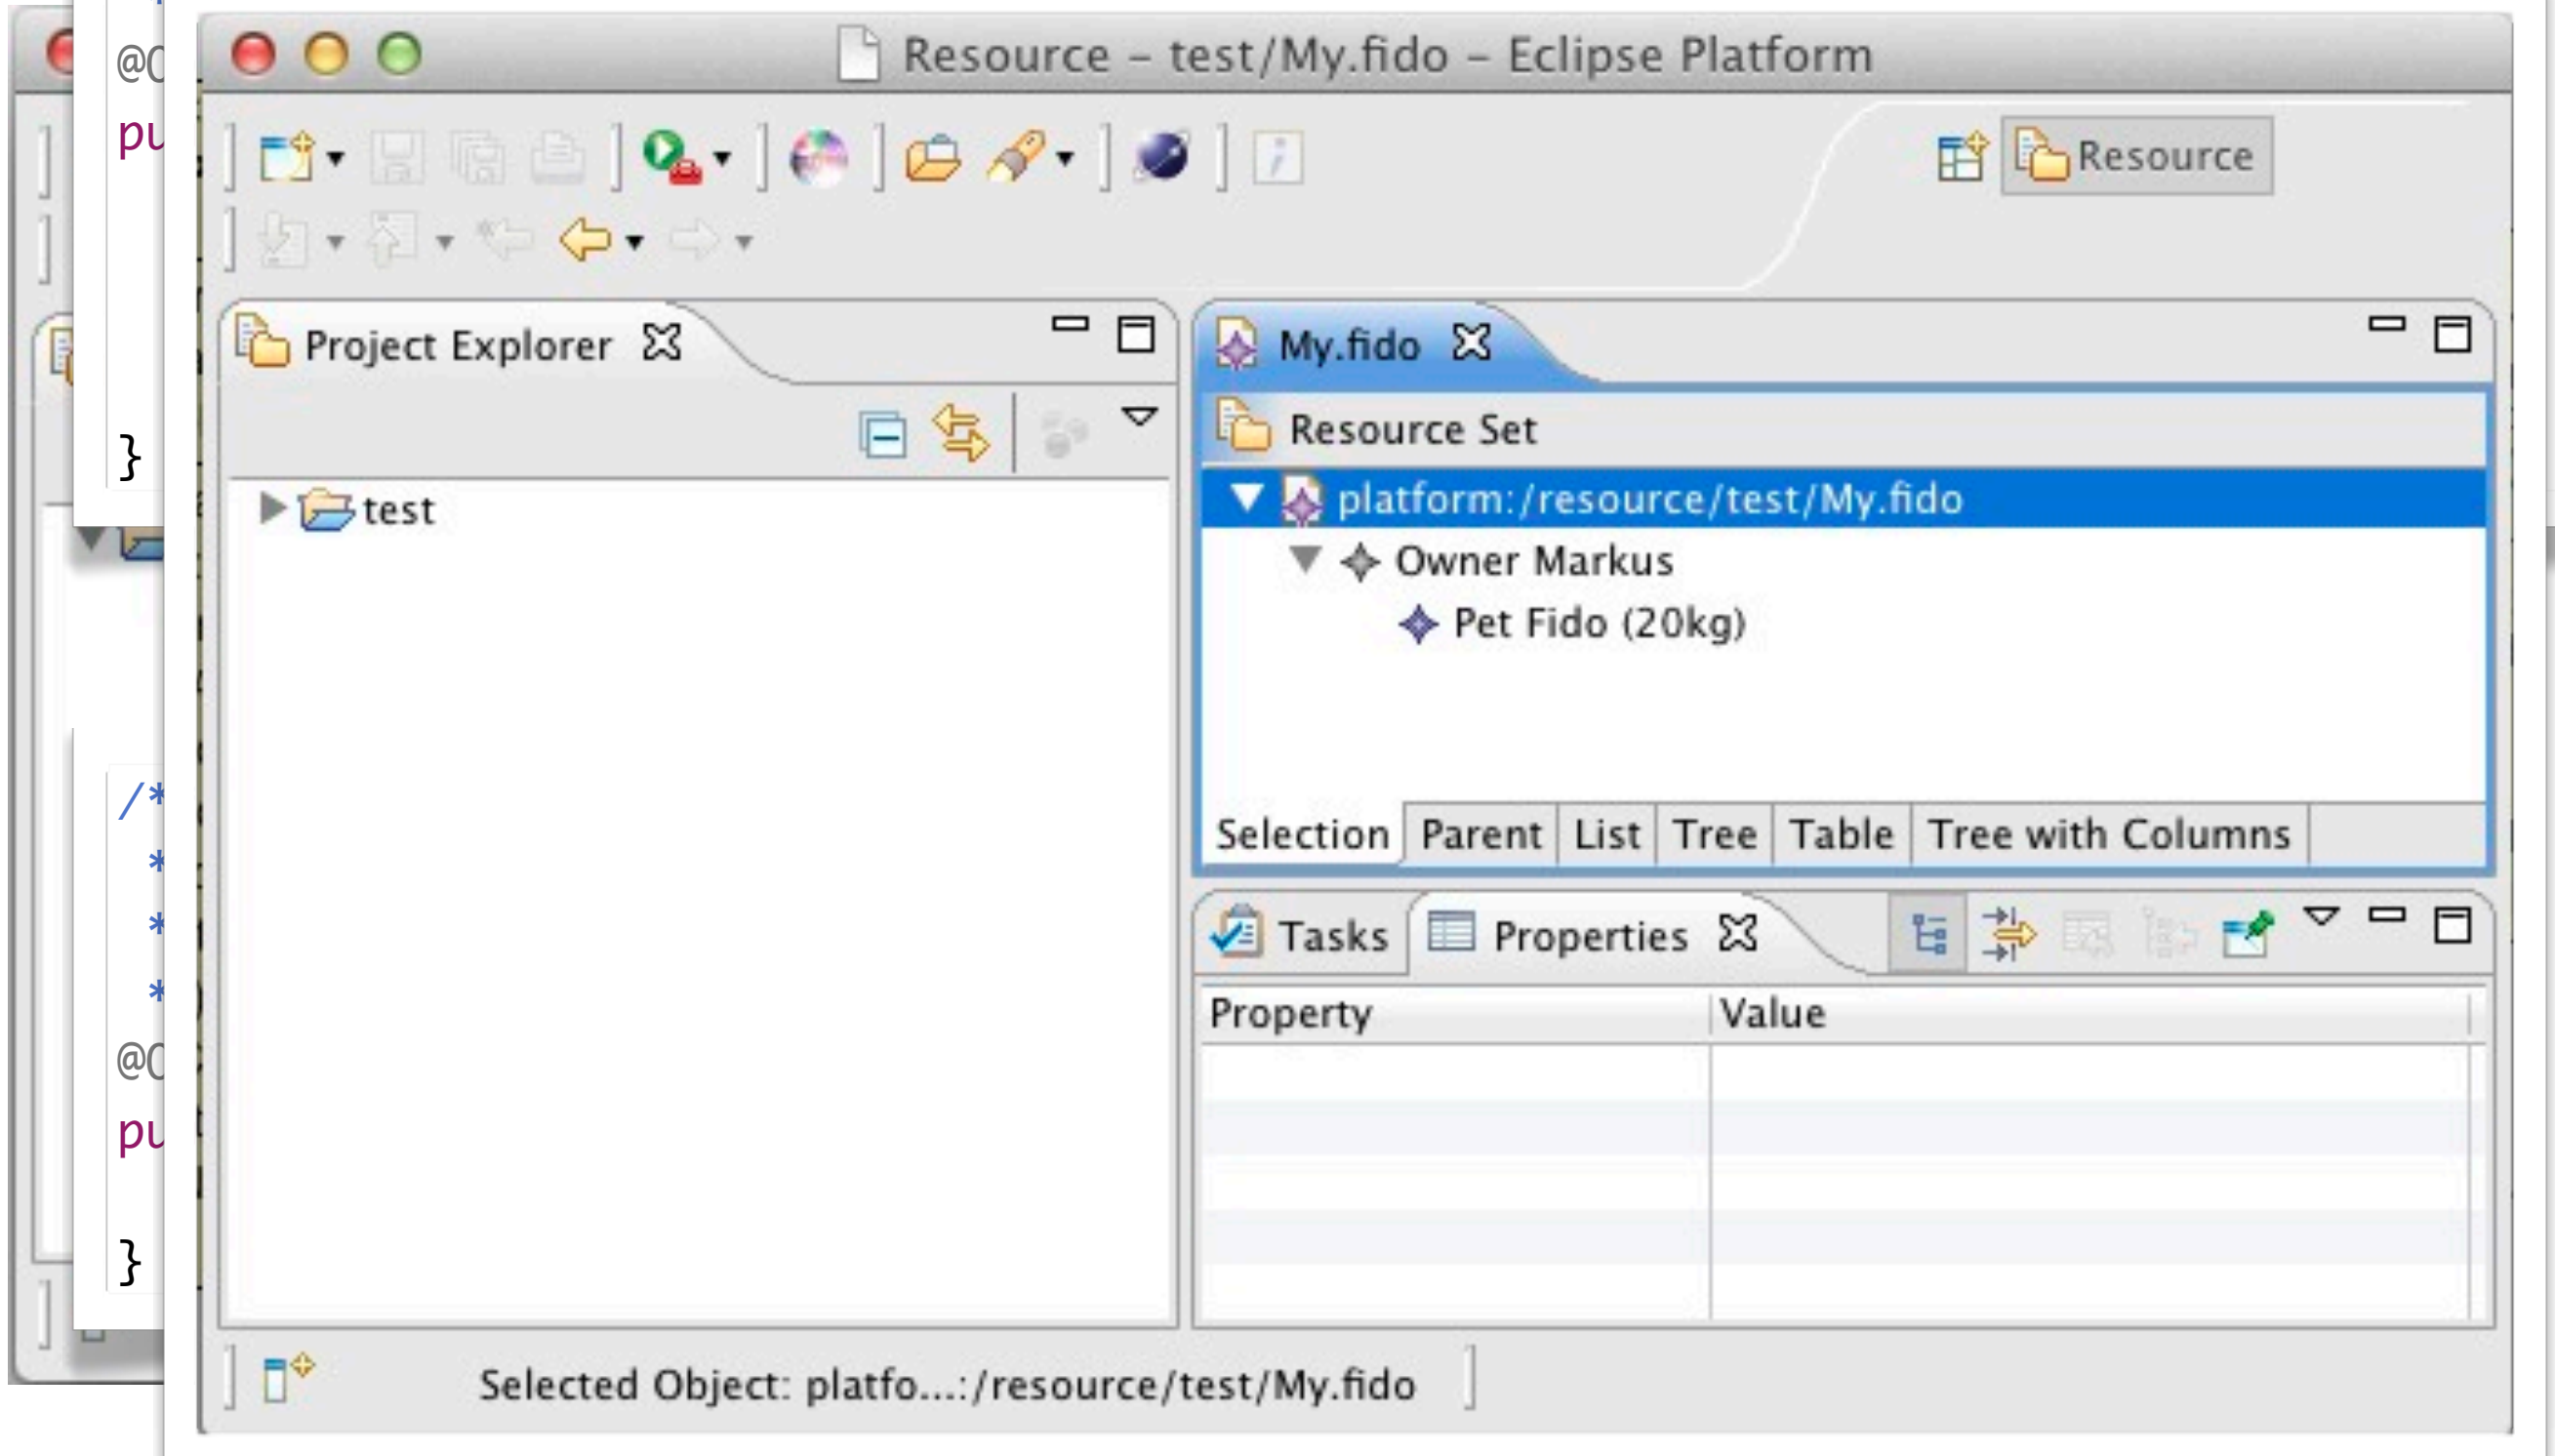 Resource – test/My.fido – Eclipse Platform
Resource
Project Explorer
test
My.fido
Resource Set
platform:/resource/test/My.fido
Owner Markus
Pet Fido (20kg)
Selection Parent List Tree Table Tree with Columns
Tasks Properties
Property Value
Selected Object: platfo...:/resource/test/My.fido
}
/*
*
*
*
}